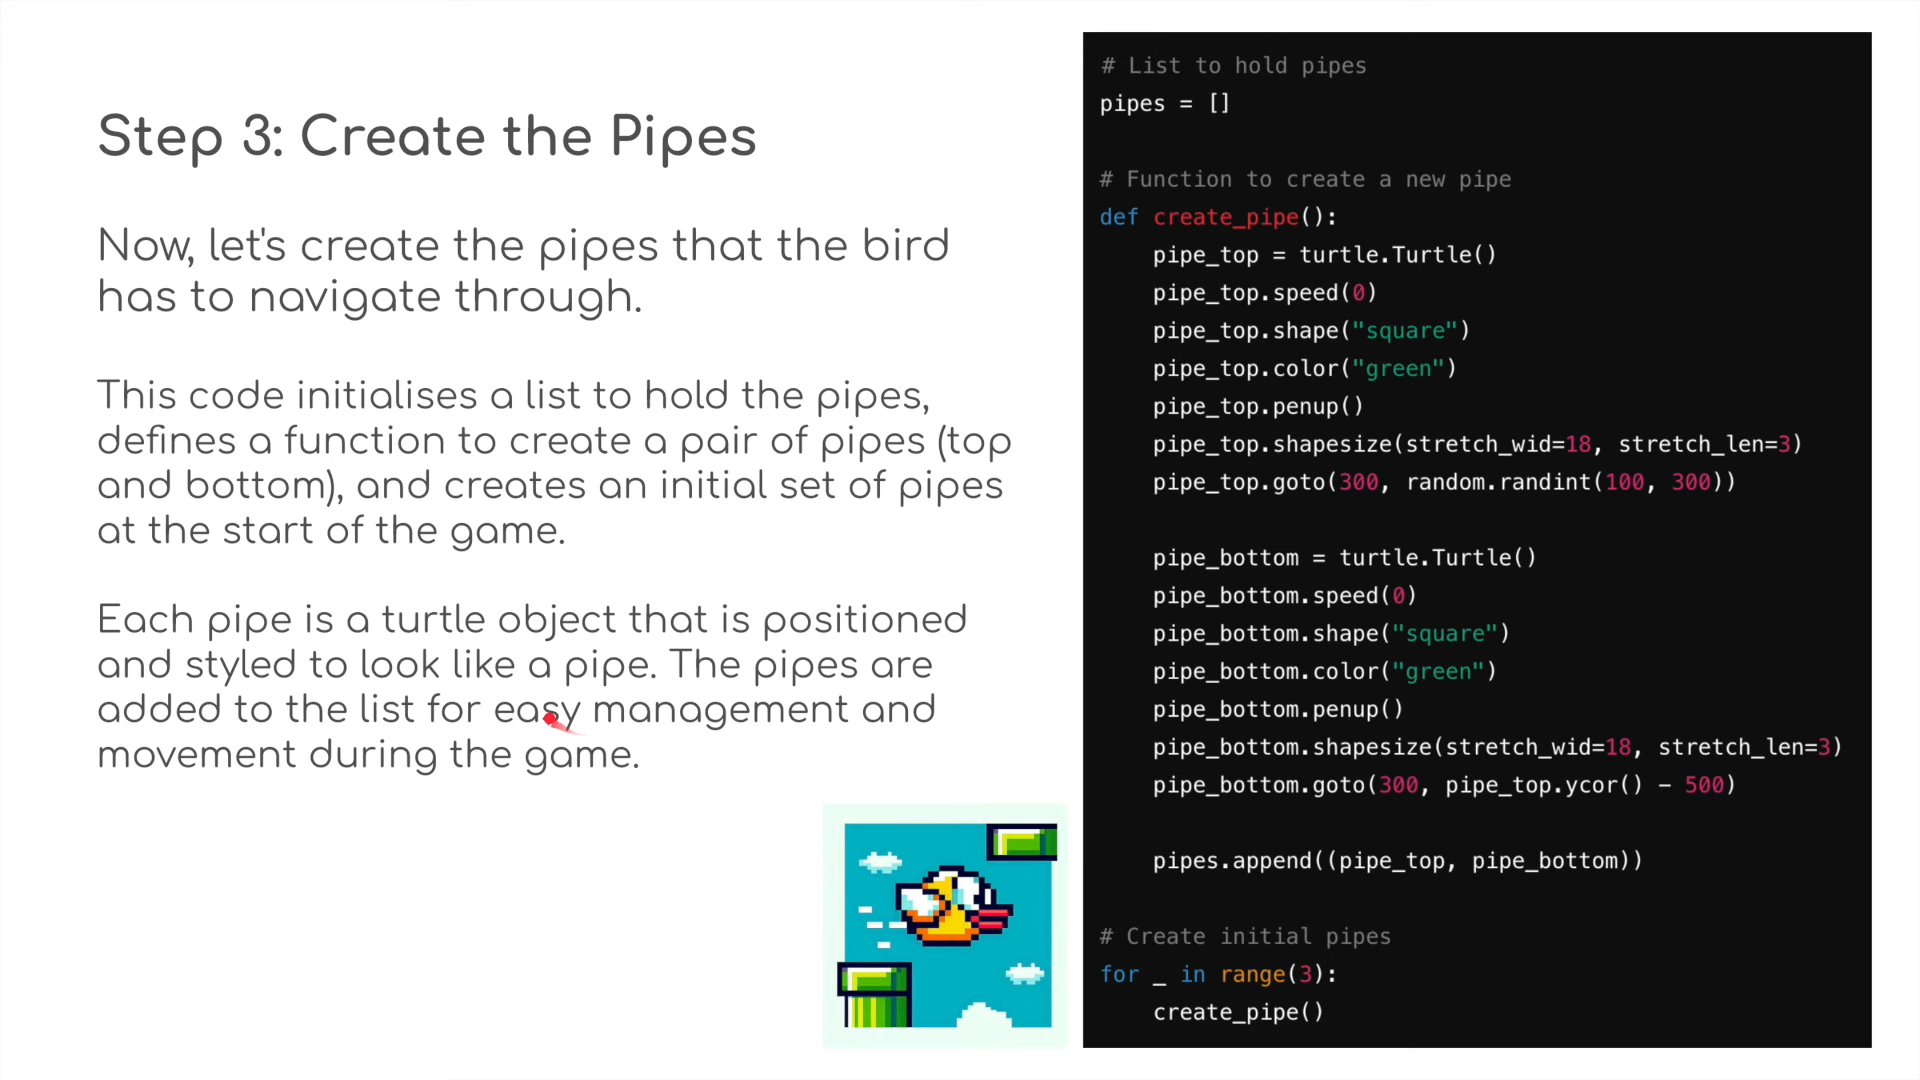 Step 3: Create the Pipes
Now, let's create the pipes that the bird
has to navigate through.
This code initialises a list to hold the pipes,
defines a function to create a pair of pipes (top
and bottom), and creates an initial set of pipes
at the start of the game.
Each pipe is a turtle object that is positioned
and styled to look like a pipe. The pipes are
added to the list for easy management and
movement during the game.
# List to hold pipes
pipes = []
# Function to create a new pipe
def create_pipe():
    pipe_top = turtle.Turtle()
    pipe_top.speed(0)
    pipe_top.shape("square")
    pipe_top.color("green")
    pipe_top.penup()
    pipe_top.shapesize(stretch_wid=18, stretch_len=3)
    pipe_top.goto(300, random.randint(100, 300))
    pipe_bottom = turtle.Turtle()
    pipe_bottom.speed(0)
    pipe_bottom.shape("square")
    pipe_bottom.color("green")
    pipe_bottom.penup()
    pipe_bottom.shapesize(stretch_wid=18, stretch_len=3)
    pipe_bottom.goto(300, pipe_top.ycor() - 500)
    pipes.append((pipe_top, pipe_bottom))
# Create initial pipes
for _ in range(3):
    create_pipe()